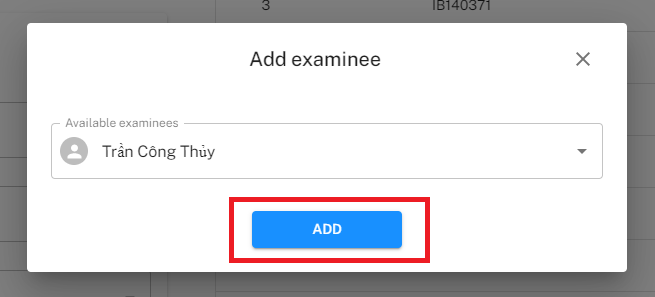 3 IB140371
Add examinee
Available examinees
Trần Công Thủy
ADD